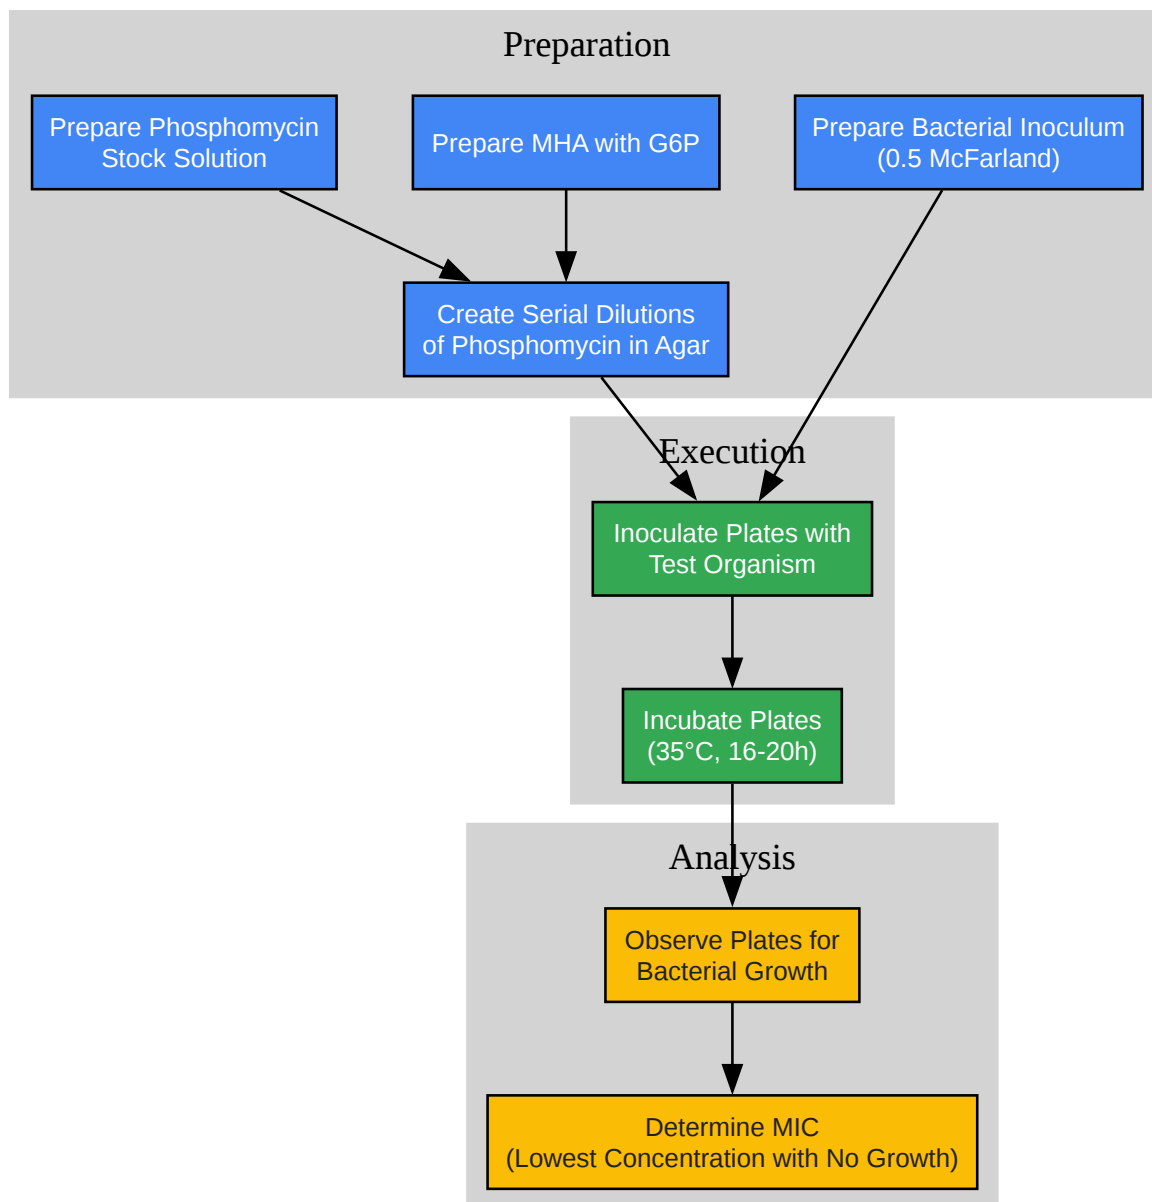 Preparation
Prepare Phosphomycin
Stock Solution
Prepare MHA with G6P
Prepare Bacterial Inoculum
(0.5 McFarland)
Create Serial Dilutions
of Phosphomycin in Agar
Execution
Inoculate Plates with
Test Organism
Incubate Plates
(35°C, 16-20h)
Analysis
Observe Plates for
Bacterial Growth
Determine MIC
(Lowest Concentration with No Growth)